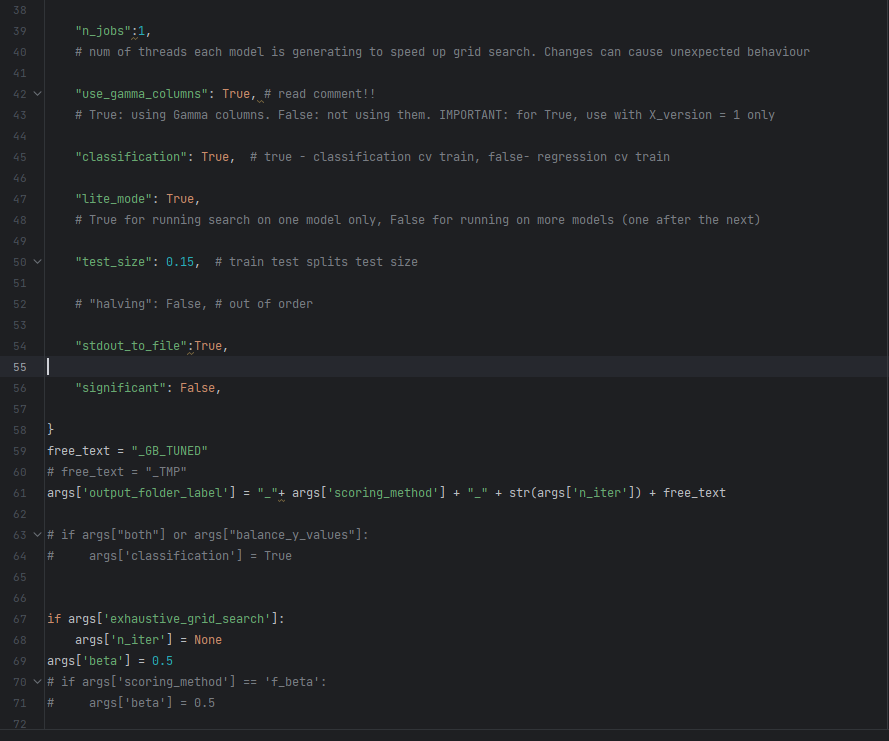 38
39 "n_jobs":1,
40 # num of threads each model is generating to speed up grid search. Changes can cause unexpected behaviour
41
42 "use_gamma_columns": True, # read comment!!
43 # True: using Gamma columns. False: not using them. IMPORTANT: for True, use with X_version = 1 only
44
45 "classification": True,  # true - classification cv train, false- regression cv train
46
47 "lite_mode": True,
48 # True for running search on one model only, False for running on more models (one after the next)
49
50 "test_size": 0.15,  # train test splits test size
51
52 # "halving": False, # out of order
53
54 "stdout_to_file":True,
55
56 "significant": False,
57
58 }
59 free_text = "_GB_TUNED"
60 # free_text = "_TMP"
61 args['output_folder_label'] = "_"+ args['scoring_method'] + "_" + str(args['n_iter']) + free_text
62
63 # if args["both"] or args["balance_y_values"]:
64 #     args['classification'] = True
65
66
67 if args['exhaustive_grid_search']:
68     args['n_iter'] = None
69 args['beta'] = 0.5
70 # if args['scoring_method'] == 'f_beta':
71 #     args['beta'] = 0.5
72